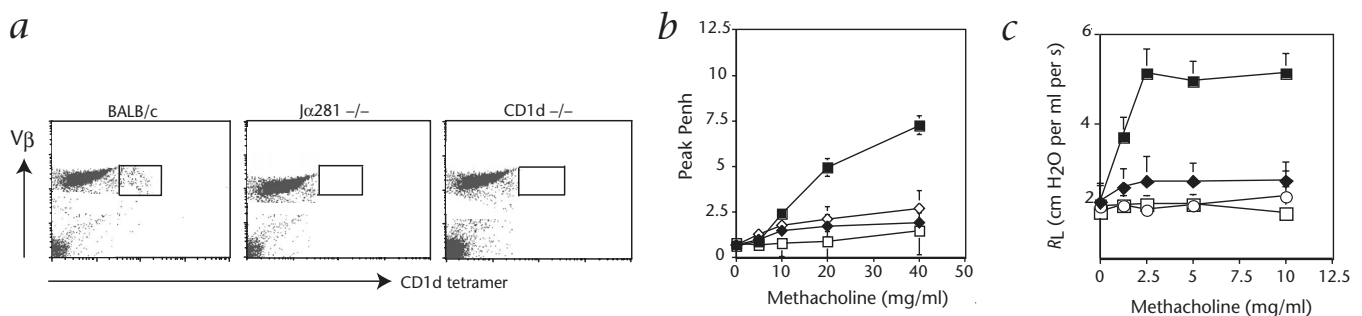 a
BALB/c
Jα281 –/–
CD1d –/–
Vβ
CD1d tetramer
b
12.5
10
7.5
5
2.5
0
Peak Penh
0 10 20 30 40 50
Methacholine (mg/ml)
c
6
4
2
RL (cm H2O per ml per s)
0 2.5 5 7.5 10 12.5
Methacholine (mg/ml)